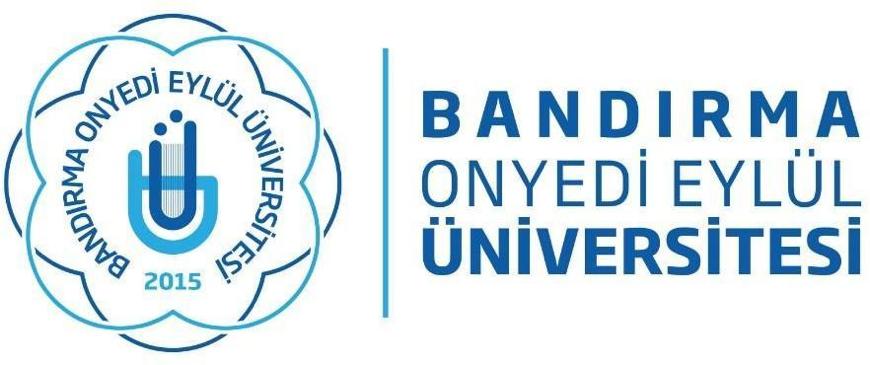 BANDIRMA ONYEDİ EYLÜL ÜNİVERSİTESİ
2015
BANDIRMA
ONYEDİ EYLÜL
ÜNİVERSİTESİ